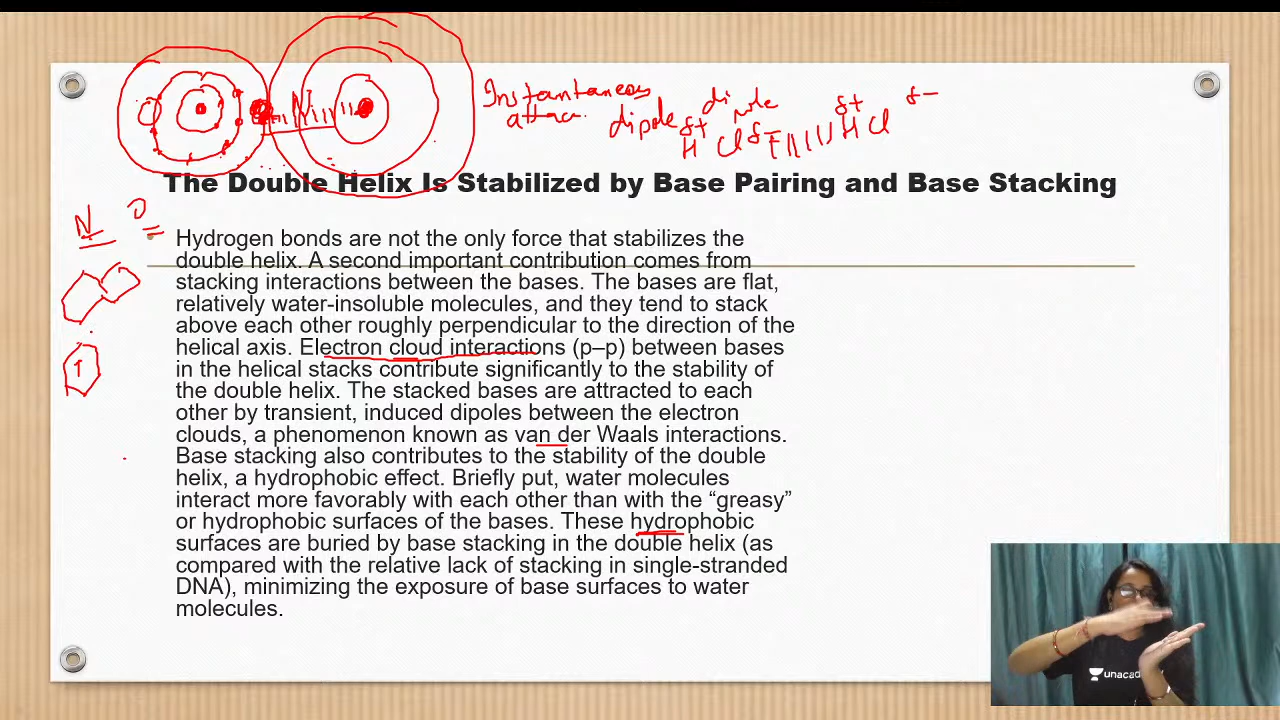 Instantaneous
attrac.
dipole dipole
δ+ δ+ δ-
H Cl H Cl
The Double Helix Is Stabilized by Base Pairing and Base Stacking
N
Hydrogen bonds are not the only force that stabilizes the
double helix. A second important contribution comes from
stacking interactions between the bases. The bases are flat,
relatively water-insoluble molecules, and they tend to stack
above each other roughly perpendicular to the direction of the
helical axis. Electron cloud interactions (p–p) between bases
in the helical stacks contribute significantly to the stability of
the double helix. The stacked bases are attracted to each
other by transient, induced dipoles between the electron
clouds, a phenomenon known as van der Waals interactions.
Base stacking also contributes to the stability of the double
helix, a hydrophobic effect. Briefly put, water molecules
interact more favorably with each other than with the “greasy”
or hydrophobic surfaces of the bases. These hydrophobic
surfaces are buried by base stacking in the double helix (as
compared with the relative lack of stacking in single-stranded
DNA), minimizing the exposure of base surfaces to water
molecules.
unacad